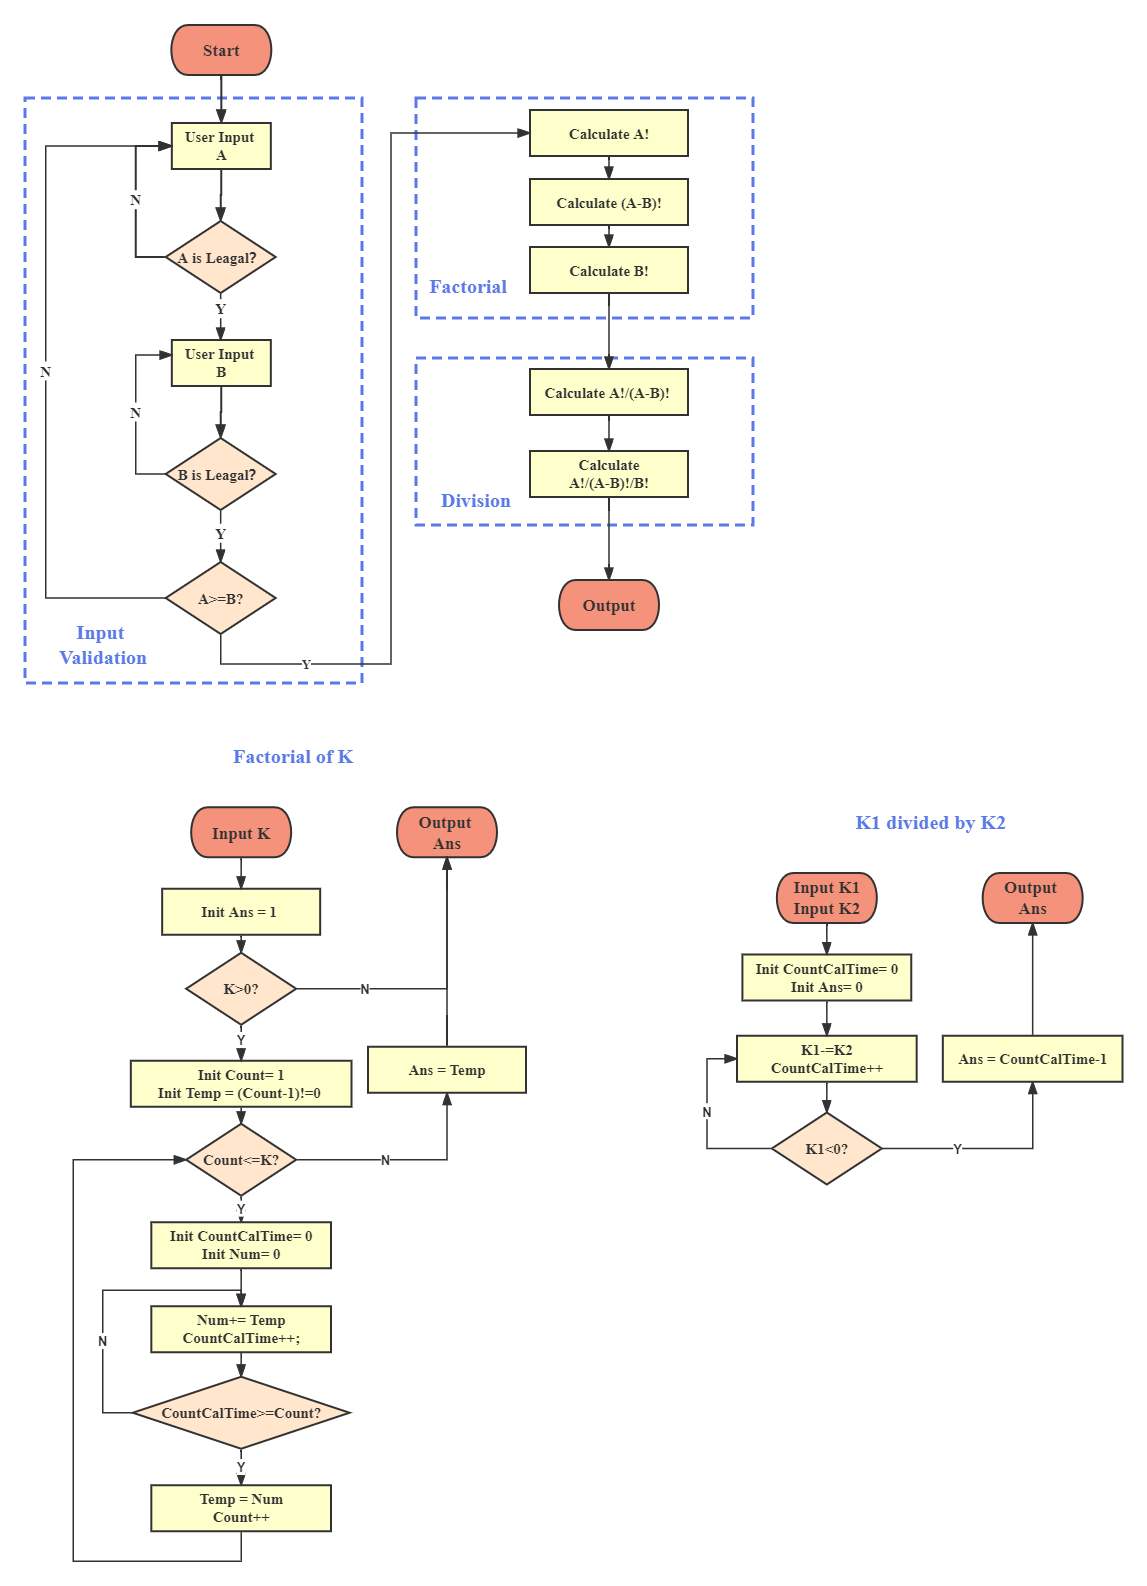 Start
User Input
A
N
A is Leagal?
Y
User Input
B
N
N
B is Leagal?
Y
A>=B?
Input
Validation
Y
Calculate A!
Calculate (A-B)!
Calculate B!
Factorial
Calculate A!/(A-B)!
Calculate
A!/(A-B)!/B!
Division
Output
Factorial of K
Input K
Output
Ans
Init Ans = 1
K>0?
N
Y
Init Count= 1
Init Temp = (Count-1)!=0
Ans = Temp
Count<=K?
N
Y
Init CountCalTime= 0
Init Num= 0
Num+= Temp
CountCalTime++;
N
CountCalTime>=Count?
Y
Temp = Num
Count++
K1 divided by K2
Input K1
Input K2
Output
Ans
Init CountCalTime= 0
Init Ans= 0
K1-=K2
CountCalTime++
Ans = CountCalTime-1
N
K1<0?
Y